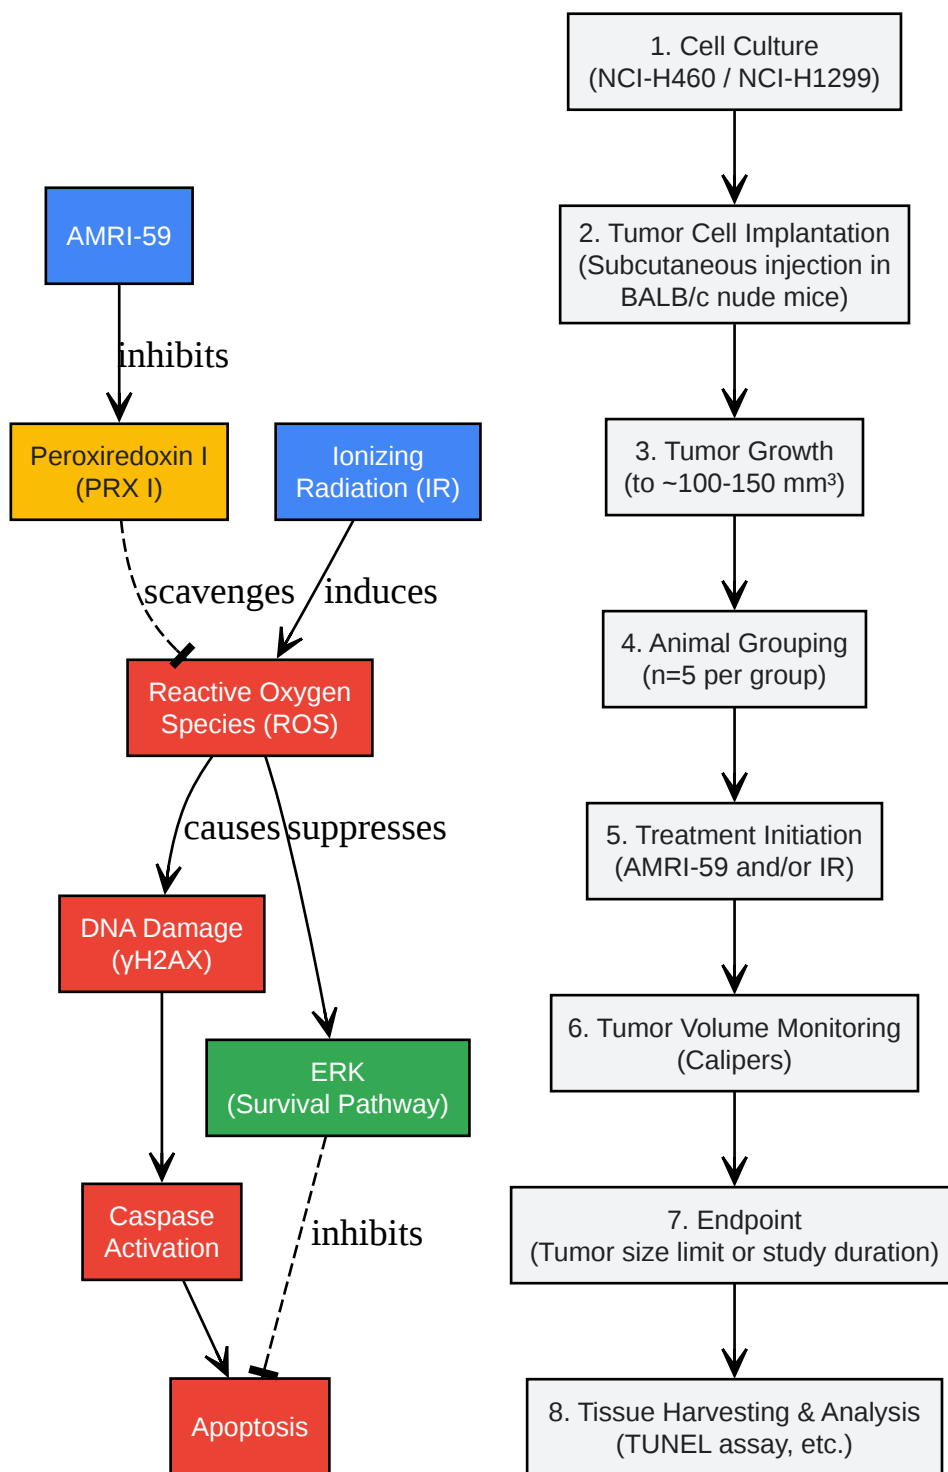 AMRI-59
inhibits
Peroxiredoxin I
(PRX I)
Ionizing
Radiation (IR)
scavenges
induces
Reactive Oxygen
Species (ROS)
causes
suppresses
DNA Damage
(γH2AX)
ERK
(Survival Pathway)
Caspase
Activation
inhibits
Apoptosis
1. Cell Culture
(NCI-H460 / NCI-H1299)
2. Tumor Cell Implantation
(Subcutaneous injection in
BALB/c nude mice)
3. Tumor Growth
(to ~100-150 mm³)
4. Animal Grouping
(n=5 per group)
5. Treatment Initiation
(AMRI-59 and/or IR)
6. Tumor Volume Monitoring
(Calipers)
7. Endpoint
(Tumor size limit or study duration)
8. Tissue Harvesting & Analysis
(TUNEL assay, etc.)